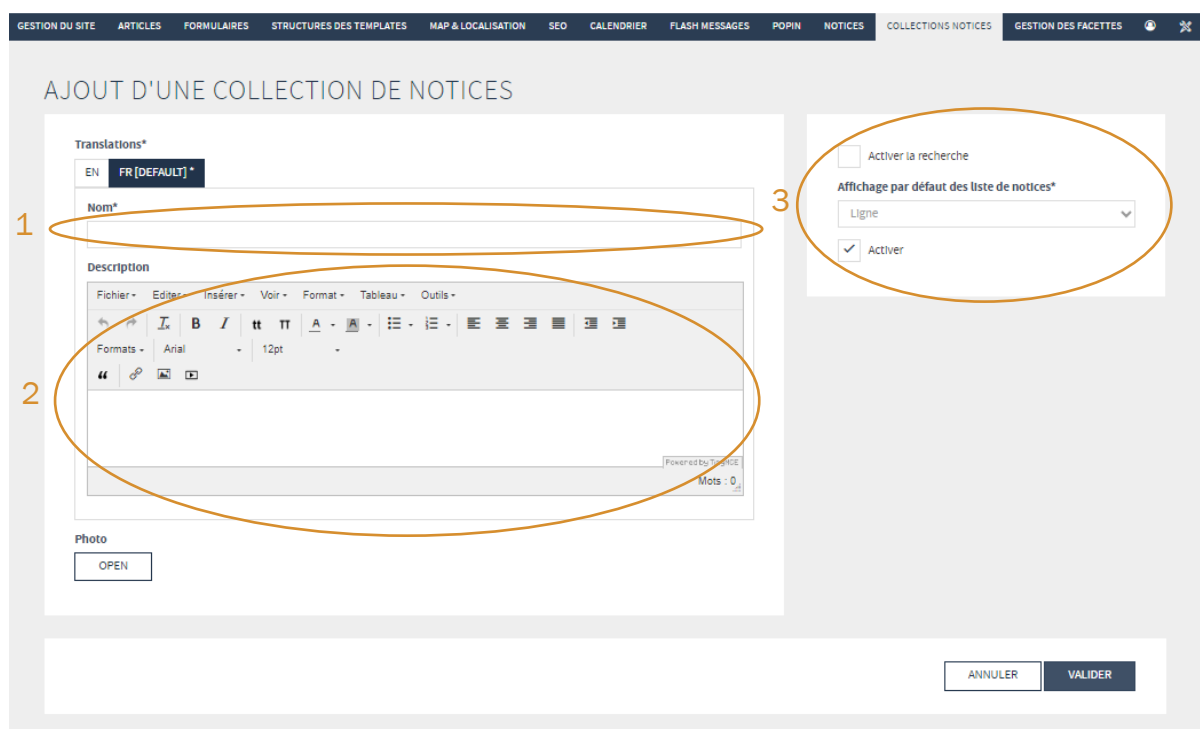 GESTION DU SITE ARTICLES FORMULAIRES STRUCTURES DES TEMPLATES MAP & LOCALISATION SEO CALENDRIER FLASH MESSAGES POPIN NOTICES COLLECTIONS NOTICES GESTION DES FACETTES
AJOUT D'UNE COLLECTION DE NOTICES
Translations*
EN FR [DEFAULT] *
Nom*
1
Description
Fichier Editer Insérer Voir Format Tableau Outils
B I tt TT A A
Formats Arial 12pt
2
Powered by TinyMCE
Mots : 0
Photo
OPEN
3
Activer la recherche
Affichage par défaut des liste de notices*
Ligne
Activer
ANNULER VALIDER